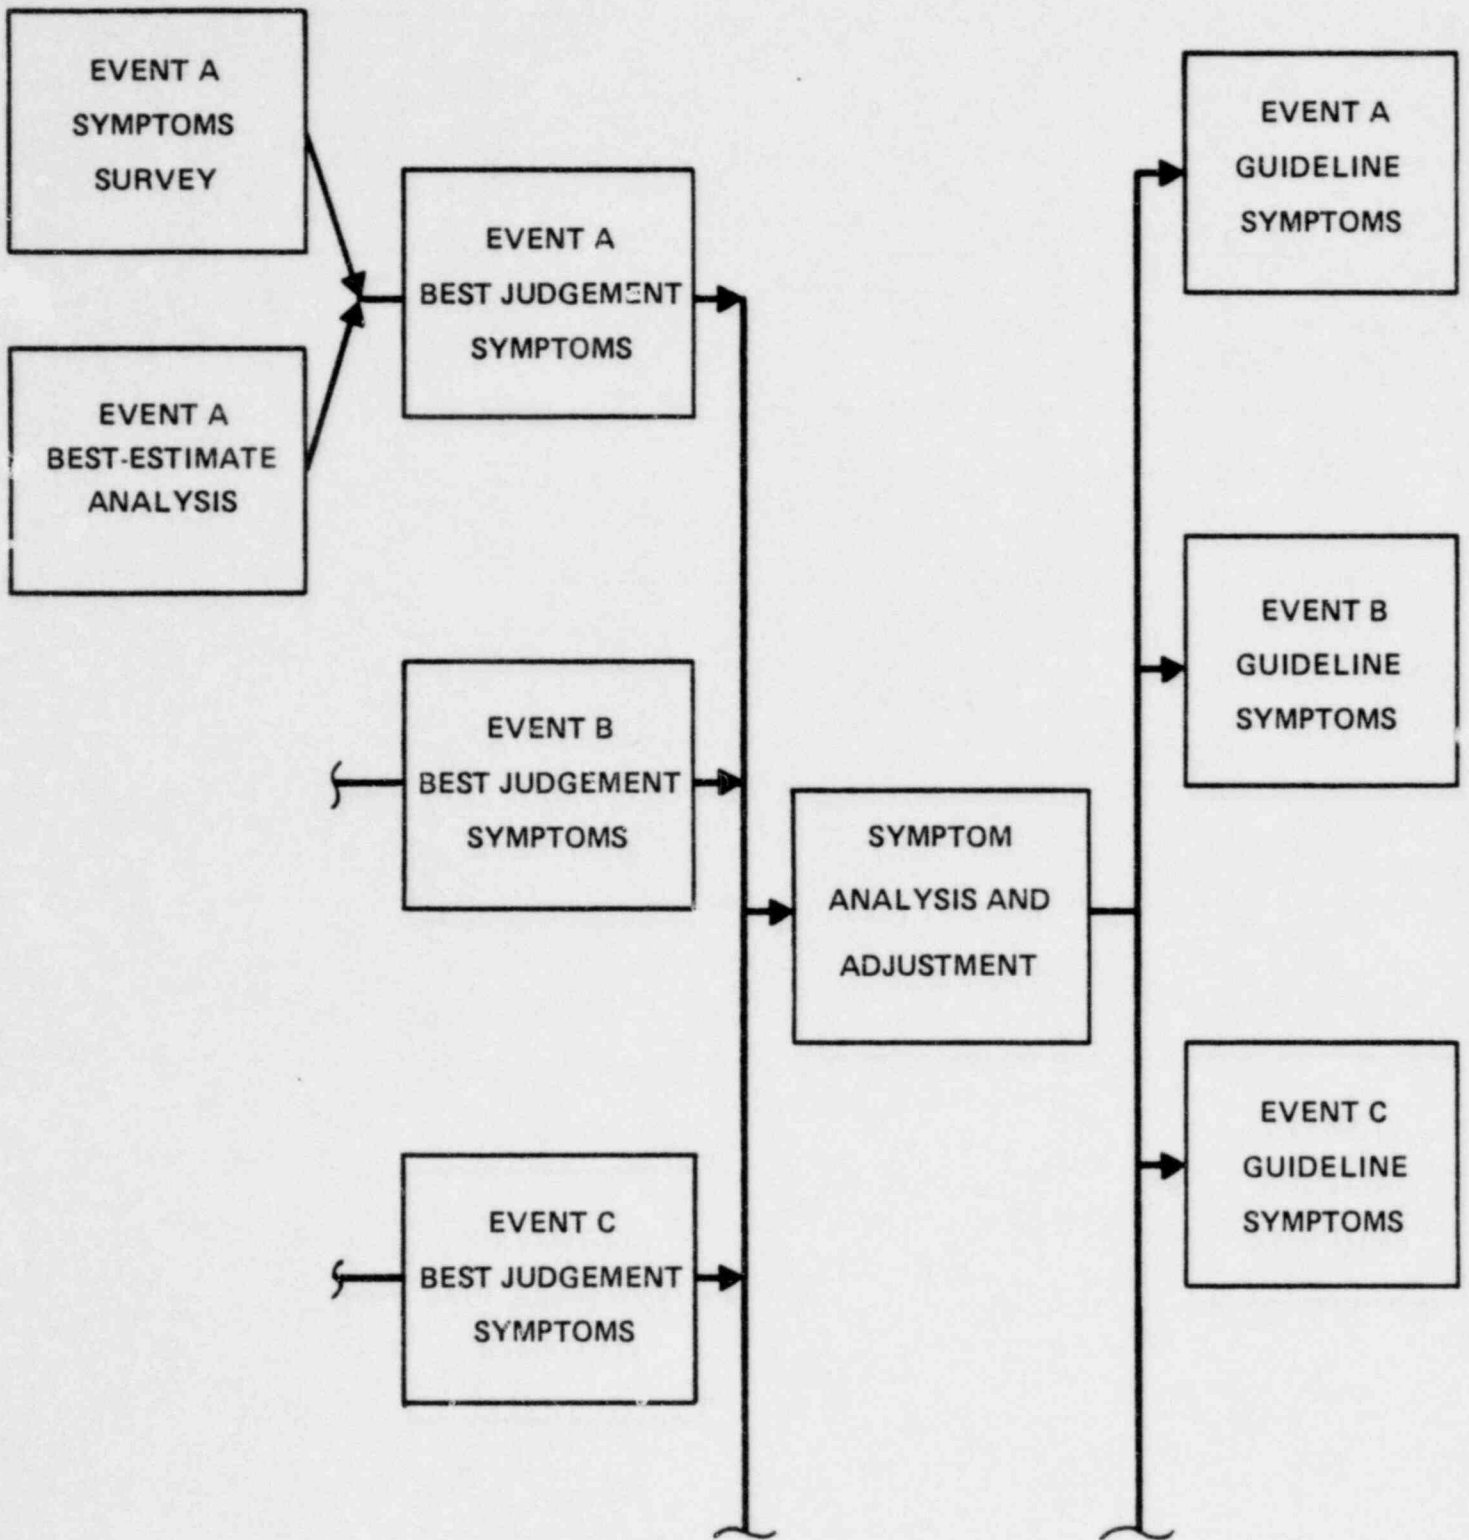 EVENT A
SYMPTOMS
SURVEY
EVENT A
BEST-ESTIMATE
ANALYSIS
EVENT A
BEST JUDGEMENT
SYMPTOMS
EVENT B
BEST JUDGEMENT
SYMPTOMS
EVENT C
BEST JUDGEMENT
SYMPTOMS
SYMPTOM
ANALYSIS AND
ADJUSTMENT
EVENT A
GUIDELINE
SYMPTOMS
EVENT B
GUIDELINE
SYMPTOMS
EVENT C
GUIDELINE
SYMPTOMS